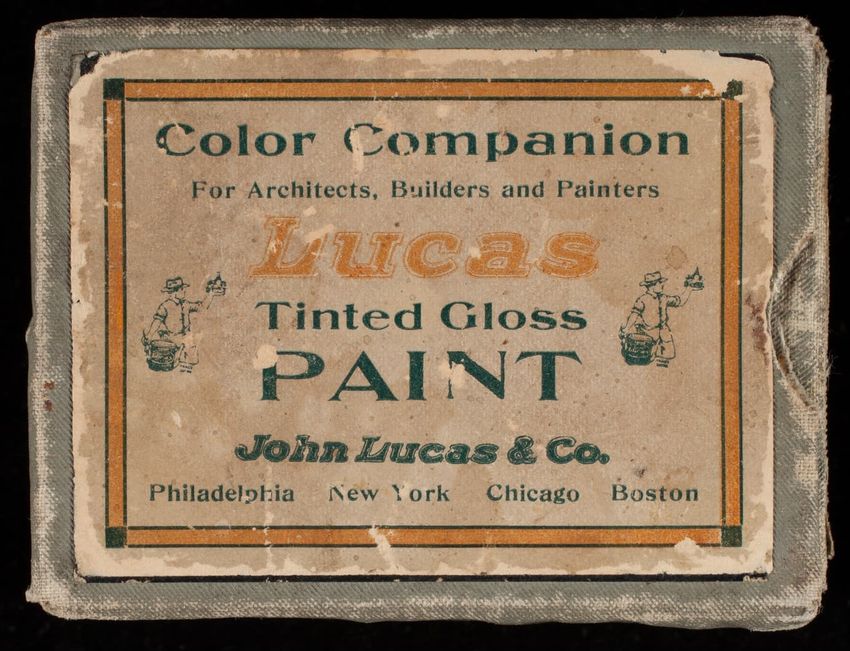 Color Companion
For Architects, Builders and Painters
Lucas
Tinted Gloss
PAINT
John Lucas & Co.
Philadelphia New York Chicago Boston